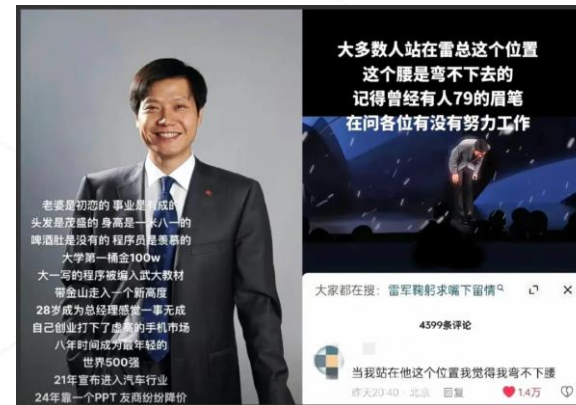 老婆是初恋的 事业是有成的
头发是茂盛的 身高是一米八一的
啤酒肚是没有的 程序员是羡慕的
大学第一桶金100w
大一写的程序被编入武大教材
带金山走入一个新高度
28岁成为总经理感觉一事无成
自己创业打下了虚高的手机市场
八年时间成为最年轻的
世界500强
21年宣布进入汽车行业
24年靠一个PPT 友商纷纷降价
大多数人站在雷总这个位置
这个腰是弯不下去的
记得曾经有人79的眉笔
在问各位有没有努力工作
大家都在搜：雷军鞠躬求嘴下留情
4399条评论
当我站在他这个位置我觉得我弯不下腰
昨天20:40 · 北京 回复
1.4万